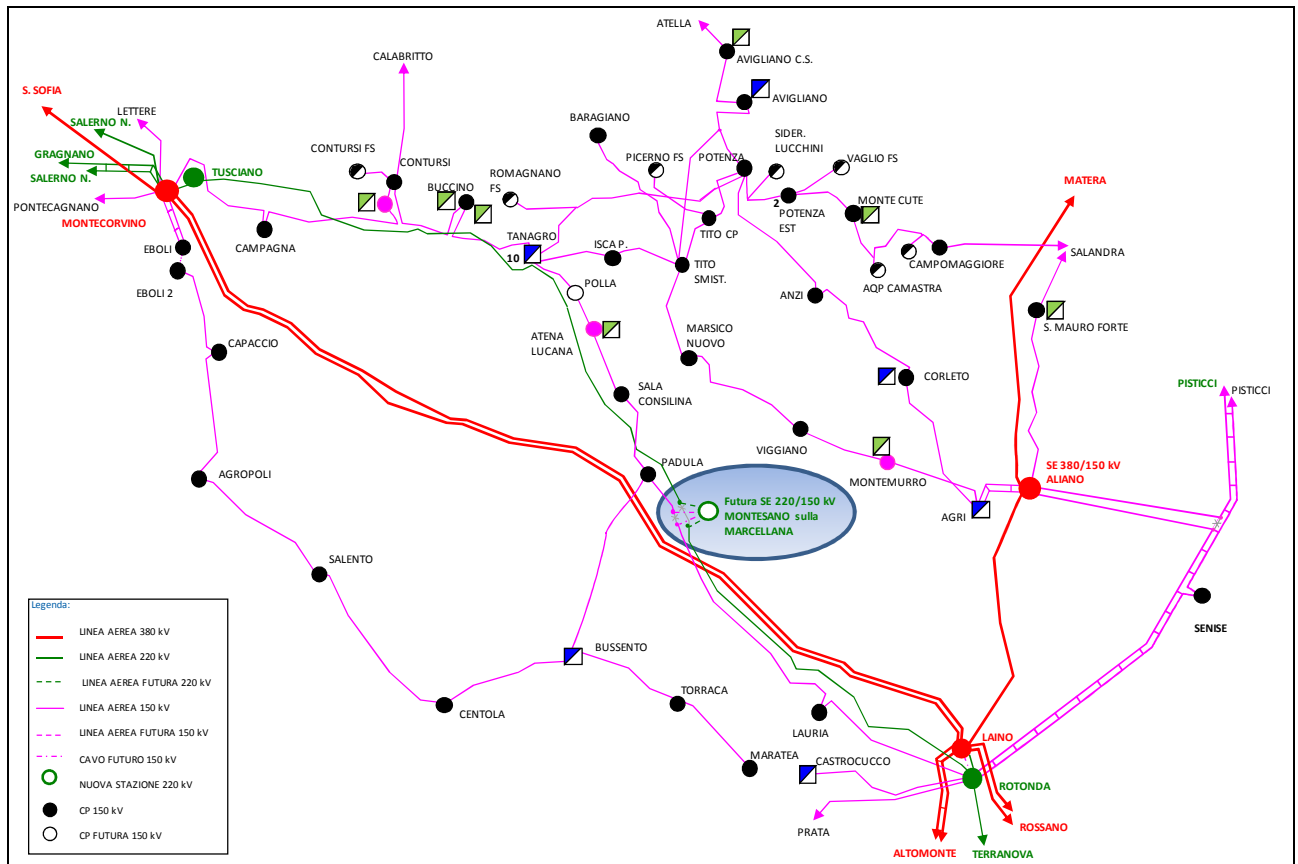 ATELLA
AVIGLIANO C.S.
CALABRITTO
S. SOFIA
LETTERE
AVIGLIANO
SALERNO N.
BARAGIANO
SIDER.
LUCCHINI
CONTURSI FS
CONTURSI
PICERNO FS
POTENZA
VAGLIO FS
GRAGNANO
SALERNO N.
TUSCIANO
BUCCINO
ROMAGNANO
FS
PONTECAGNANO
MONTECORVINO
2
POTENZA
EST
MONTE CUTE
EBOLI
CAMPAGNA
TANAGRO
10
ISCA P.
TITO CP
TITO
SMIST.
CAMPOMAGGIORE
SALANDRA
MATERA
EBOLI 2
POLLA
AQP CAMASTRA
ANZI
ATENA
LUCANA
MARSICO
NUOVO
S. MAURO FORTE
CAPACCIO
CORLETO
SALA
CONSILINA
PISTICCI
PISTICCI
VIGGIANO
PADULA
MONTEMURRO
SE 380/150 kV
ALIANO
AGROPOLI
Futura SE 220/150 kV
MONTESANO sulla
MARCELLANA
AGRI
SALENTO
SENISE
BUSSENTO
CENTOLA
TORRACA
LAURIA
LAINO
MARATEA
CASTROCUCCO
ROTONDA
PRATA
ROSSANO
ALTOMONTE
TERRANOVA
Legenda:
LINEA AEREA 380 kV
LINEA AEREA 220 kV
LINEA AEREA FUTURA 220 kV
LINEA AEREA 150 kV
LINEA AEREA FUTURA 150 kV
CAVO FUTURO 150 kV
NUOVA STAZIONE 220 kV
CP 150 kV
CP FUTURA 150 kV